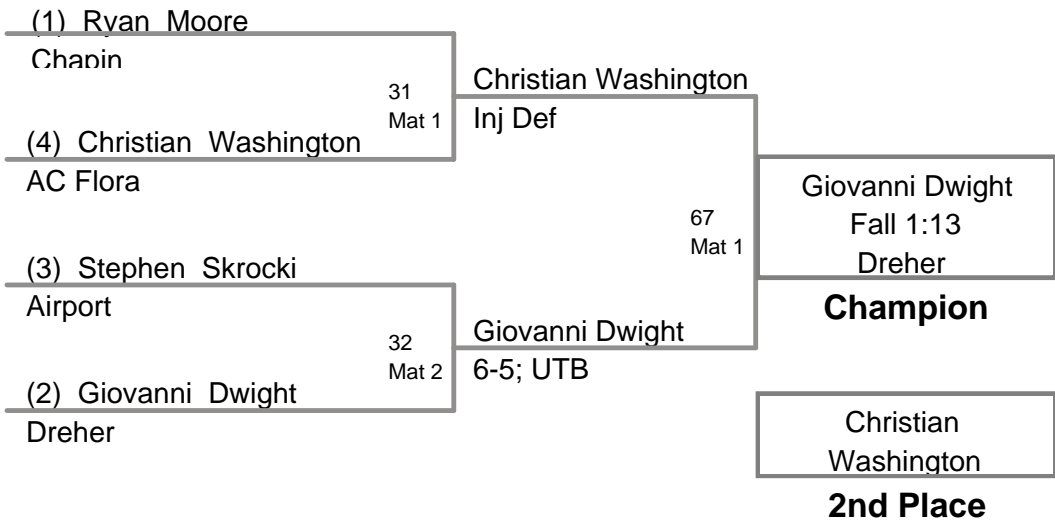 (1) Ryan Moore
Chapin
31
Mat 1
Christian Washington
Inj Def
(4) Christian Washington
AC Flora
Giovanni Dwight
Fall 1:13
Dreher
Champion
67
Mat 1
(3) Stephen Skrocki
Airport
32
Mat 2
Giovanni Dwight
6-5; UTB
(2) Giovanni Dwight
Dreher
Christian
Washington
2nd Place